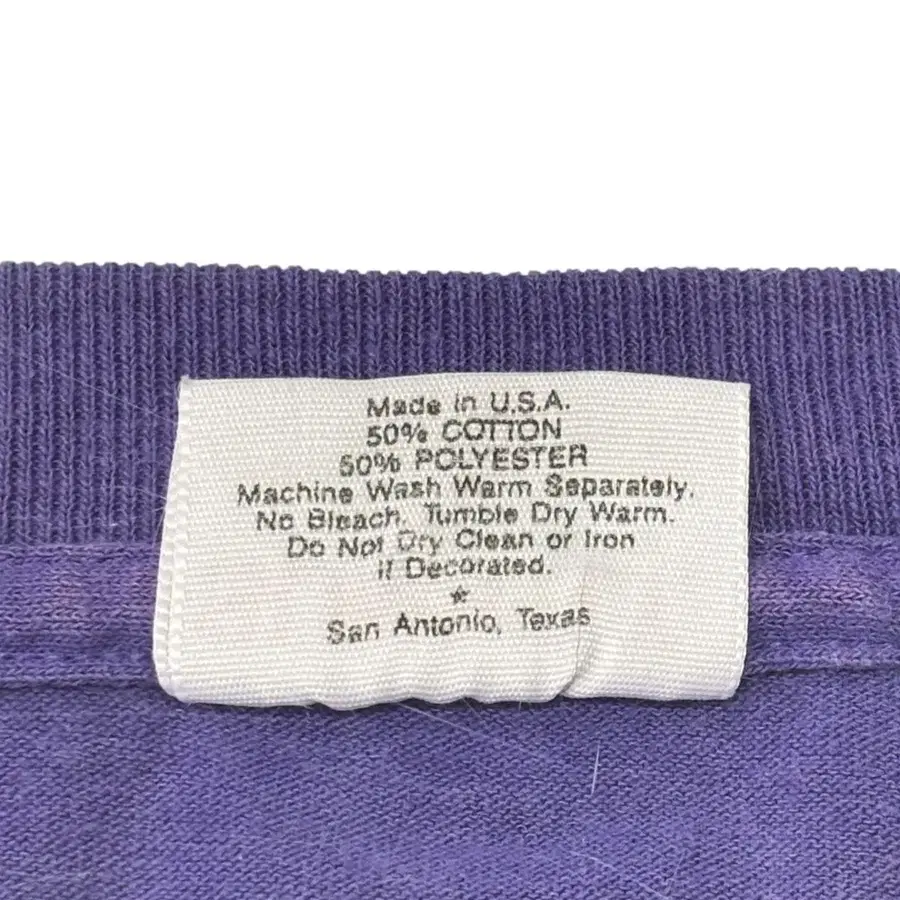 Made in U.S.A.
50% COTTON
50% POLYESTER
Machine Wash Warm Separately.
No Bleach. Tumble Dry Warm.
Do Not Dry Clean or Iron
if Decorated.
★
San Antonio, Texas